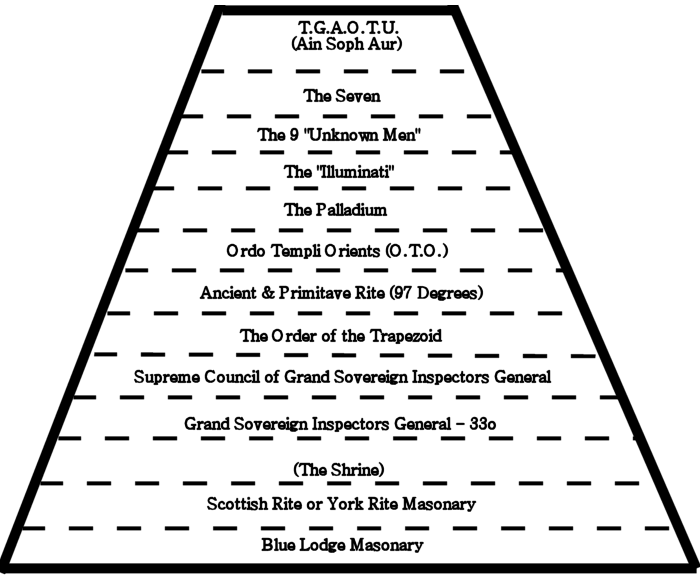 T.G.A.O.T.U.
(Ain Soph Aur)
The Seven
The 9 "Unknown Men"
The "Illuminati"
The Palladium
Ordo Templi Orients (O.T.O.)
Ancient & Primitave Rite (97 Degrees)
The Order of the Trapezoid
Supreme Council of Grand Sovereign Inspectors General
Grand Sovereign Inspectors General - 33o
(The Shrine)
Scottish Rite or York Rite Masonary
Blue Lodge Masonary